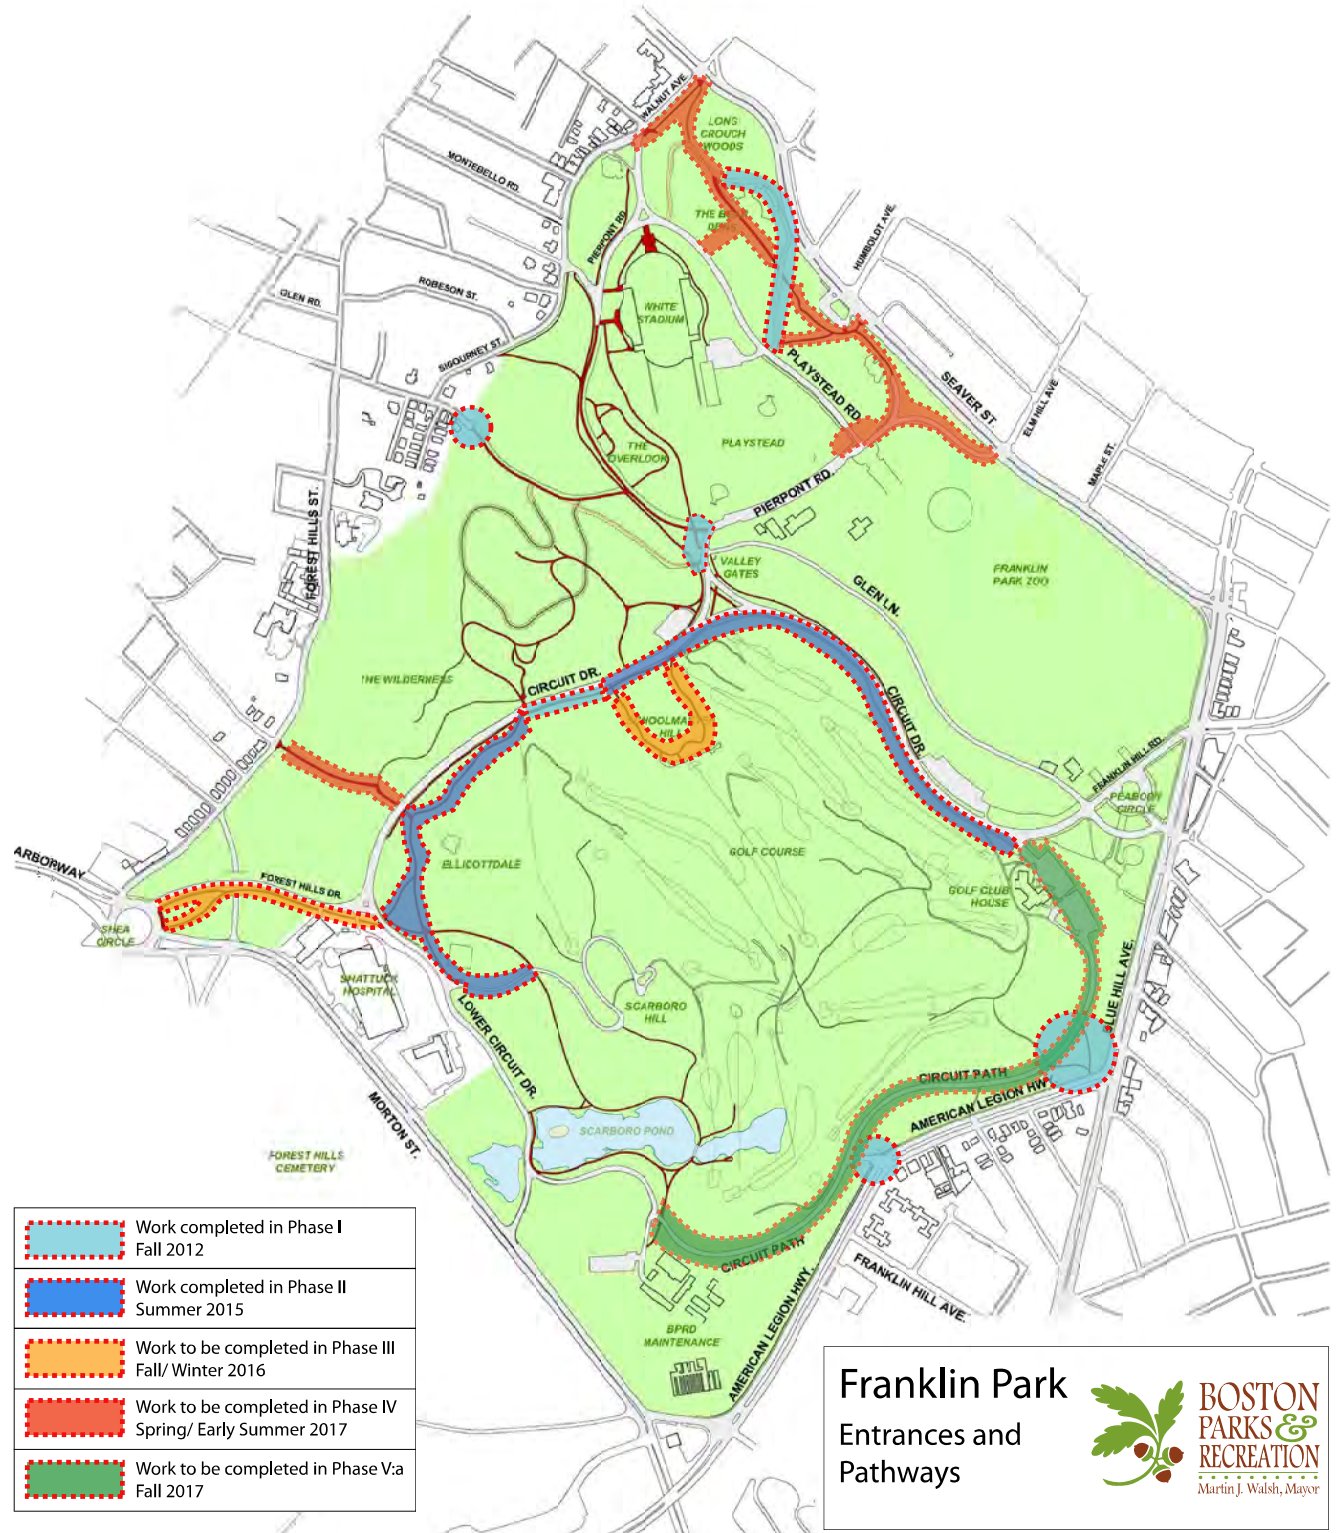 WALNUT AVE.
LONG
CROUCH
WOODS
MONTEBELLO RD.
THE BEAR
DENS
HUMBOLDT AVE.
PIERPONT RD.
ROBESON ST.
GLEN RD.
WHITE
STADIUM
SIGOURNEY ST.
PLAYSTEAD RD.
SEAVER ST
ELM HILL AVE
THE
OVERLOOK
PLAYSTEAD
MAPLE ST.
PIERPONT RD.
FOREST HILLS ST.
VALLEY
GATES
GLEN LN.
FRANKLIN
PARK ZOO
THE WILDERNESS
CIRCUIT DR.
WOOLMANS
HILL
CIRCUIT DR.
FRANKLIN HILL RD.
PEABODY
CIRCLE
ARBORWAY
FOREST HILLS DR.
ELLICOTTDALE
GOLF COURSE
GOLF CLUB
HOUSE
SHEA
CIRCLE
SHATTUCK
HOSPITAL
SCARBORO
HILL
BLUE HILL AVE.
LOWER CIRCUIT DR.
CIRCUIT PATH
AMERICAN LEGION HWY
MORTON ST.
SCARBORO POND
FOREST HILLS
CEMETERY
CIRCUIT PATH
FRANKLIN HILL AVE.
AMERICAN LEGION HWY.
BPRD
MAINTENANCE
Work completed in Phase I
Fall 2012
Work completed in Phase II
Summer 2015
Work to be completed in Phase III
Fall/ Winter 2016
Work to be completed in Phase IV
Spring/ Early Summer 2017
Work to be completed in Phase V:a
Fall 2017
Franklin Park
Entrances and
Pathways
BOSTON
PARKS &
RECREATION
Martin J. Walsh, Mayor